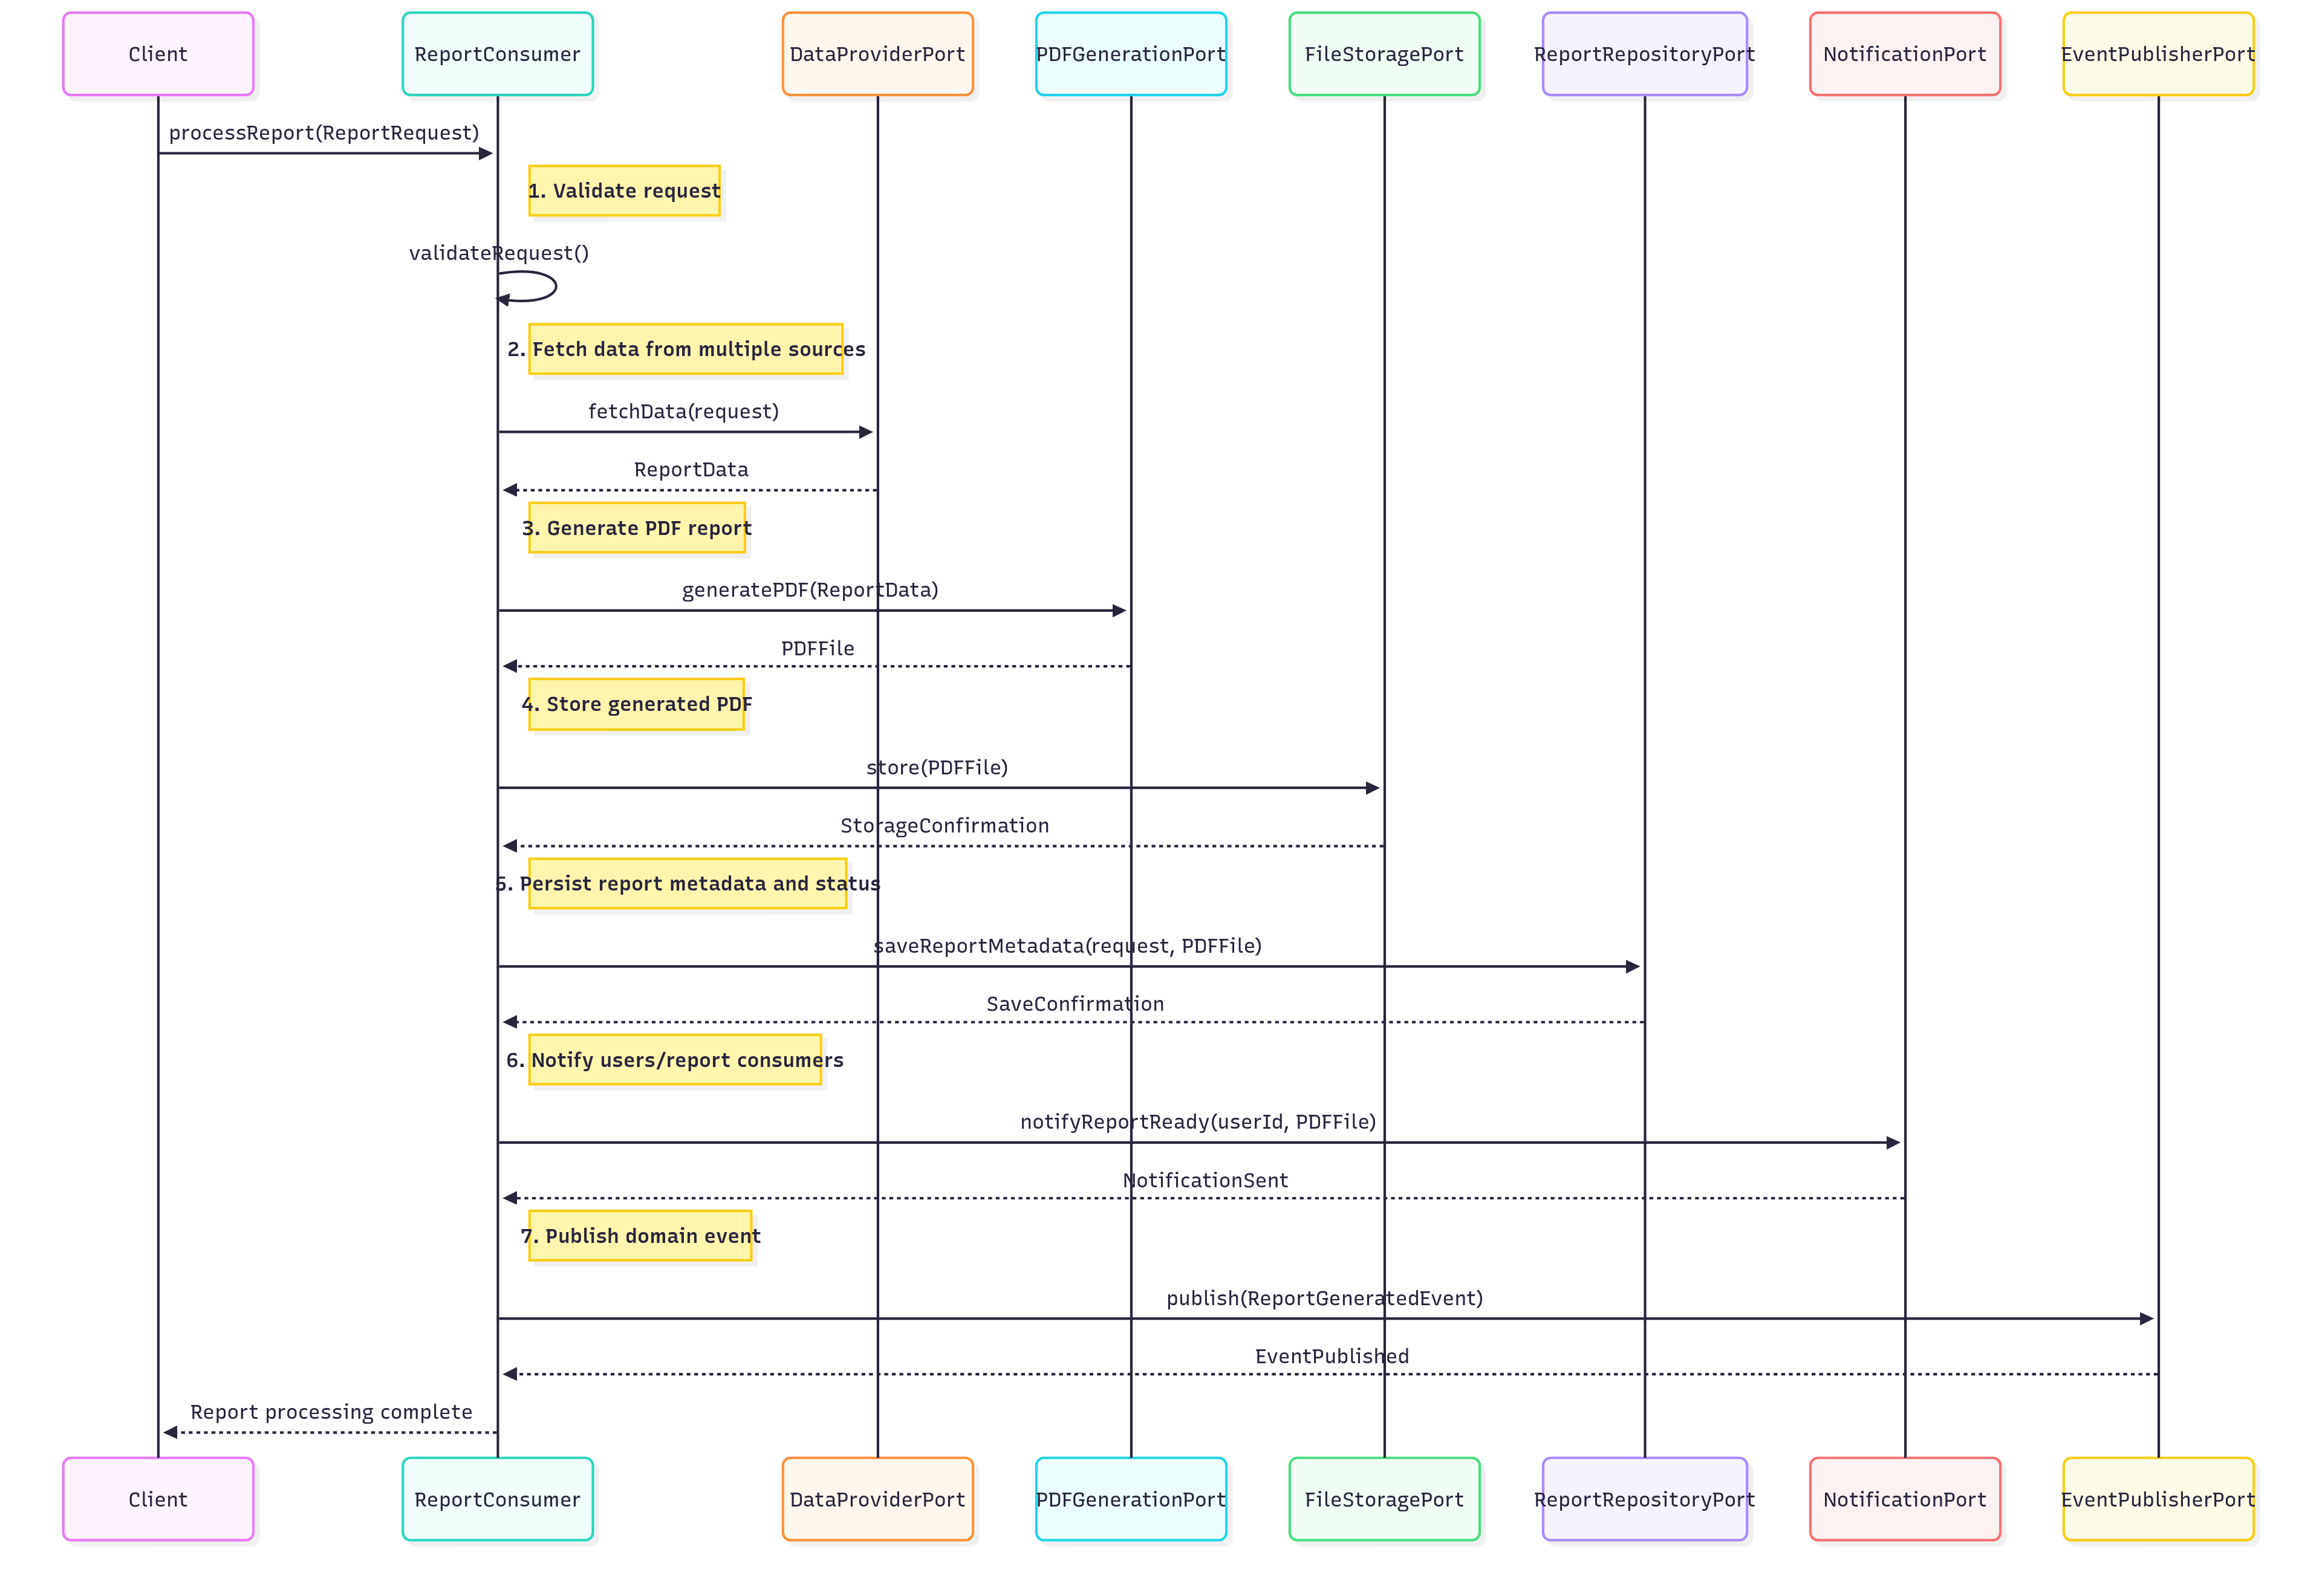 Client
ReportConsumer
DataProviderPort
PDFGenerationPort
FileStoragePort
ReportRepositoryPort
NotificationPort
EventPublisherPort
processReport(ReportRequest)
1. Validate request
validateRequest()
2. Fetch data from multiple sources
fetchData(request)
ReportData
3. Generate PDF report
generatePDF(ReportData)
PDFFile
4. Store generated PDF
store(PDFFile)
StorageConfirmation
5. Persist report metadata and status
saveReportMetadata(request, PDFFile)
SaveConfirmation
6. Notify users/report consumers
notifyReportReady(userId, PDFFile)
NotificationSent
7. Publish domain event
publish(ReportGeneratedEvent)
EventPublished
Report processing complete
Client
ReportConsumer
DataProviderPort
PDFGenerationPort
FileStoragePort
ReportRepositoryPort
NotificationPort
EventPublisherPort